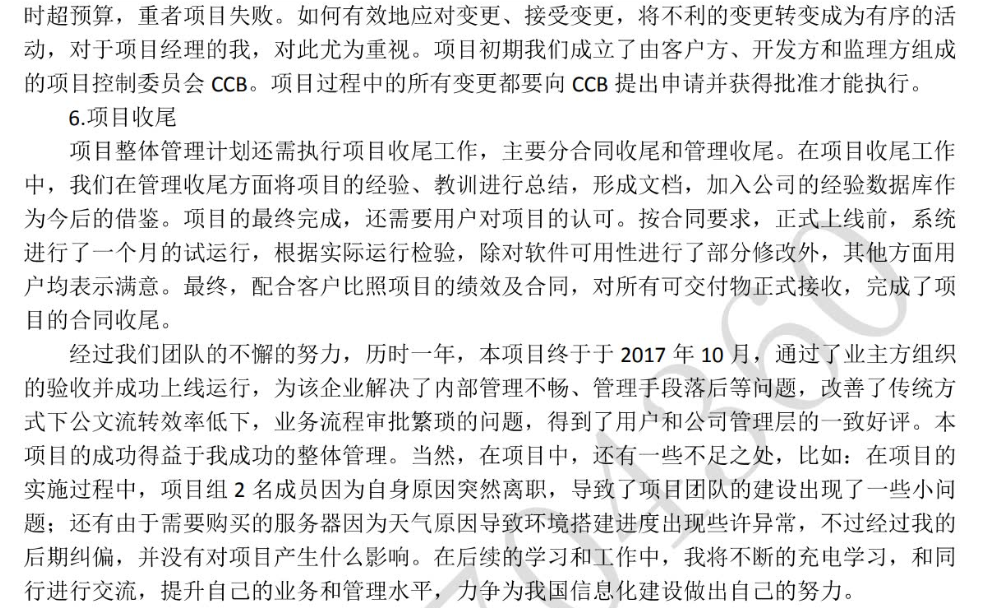 时超预算，重者项目失败。如何有效地应对变更、接受变更，将不利的变更转变成为有序的活
动，对于项目经理的我，对此尤为重视。项目初期我们成立了由客户方、开发方和监理方组成
的项目控制委员会 CCB。项目过程中的所有变更都要向 CCB 提出申请并获得批准才能执行。
6.项目收尾
项目整体管理计划还需执行项目收尾工作，主要分合同收尾和管理收尾。在项目收尾工作
中，我们在管理收尾方面将项目的经验、教训进行总结，形成文档，加入公司的经验数据库作
为今后的借鉴。项目的最终完成，还需要用户对项目的认可。按合同要求，正式上线前，系统
进行了一个月的试运行，根据实际运行检验，除对软件可用性进行了部分修改外，其他方面用
户均表示满意。最终，配合客户比照项目的绩效及合同，对所有可交付物正式接收，完成了项
目的合同收尾。
经过我们团队的不懈的努力，历时一年，本项目终于于 2017 年 10 月，通过了业主方组织
的验收并成功上线运行，为该企业解决了内部管理不畅、管理手段落后等问题，改善了传统方
式下公文流转效率低下，业务流程审批繁琐的问题，得到了用户和公司管理层的一致好评。本
项目的成功得益于我成功的整体管理。当然，在项目中，还有一些不足之处，比如：在项目的
实施过程中，项目组 2 名成员因为自身原因突然离职，导致了项目团队的建设出现了一些小问
题；还有由于需要购买的服务器因为天气原因导致环境搭建进度出现些许异常，不过经过我的
后期纠偏，并没有对项目产生什么影响。在后续的学习和工作中，我将不断的充电学习，和同
行进行交流，提升自己的业务和管理水平，力争为我国信息化建设做出自己的努力。
704360